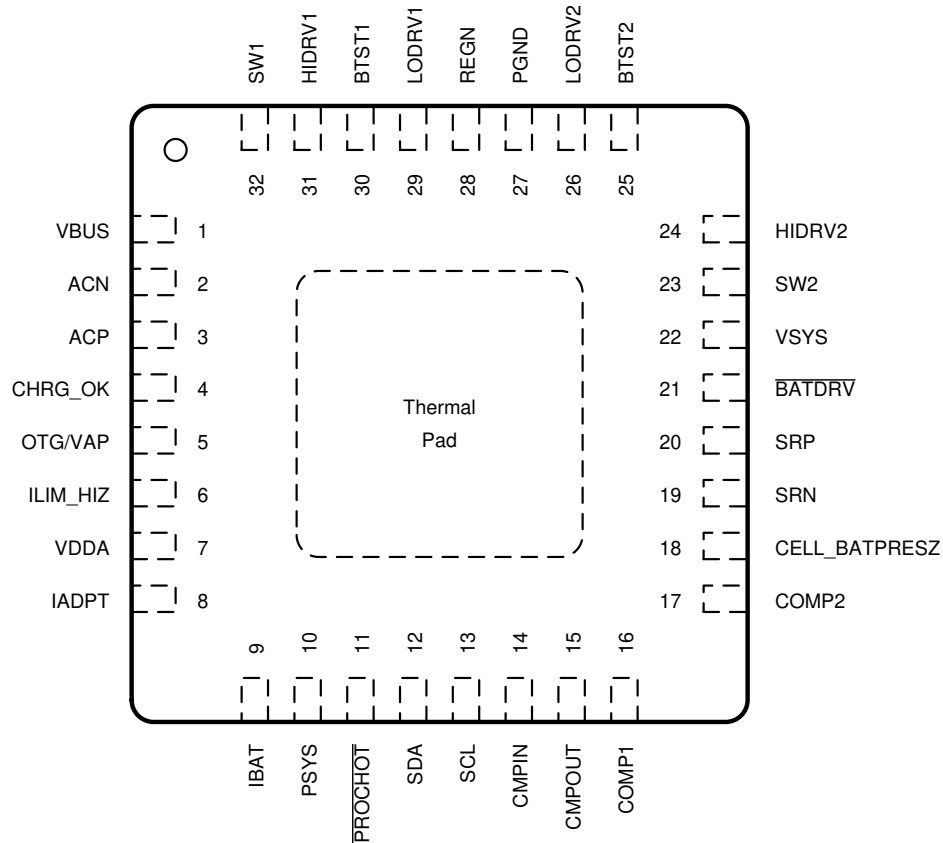 SW1
HIDRV1
BTST1
LODRV1
REGN
PGND
LODRV2
BTST2
32
31
30
29
28
27
26
25
VBUS 1
ACN 2
ACP 3
CHRG_OK 4
OTG/VAP 5
ILIM_HIZ 6
VDDA 7
IADPT 8
Thermal
Pad
24 HIDRV2
23 SW2
22 VSYS
21 BATDRV
20 SRP
19 SRN
18 CELL_BATPRESZ
17 COMP2
9
10
11
12
13
14
15
16
IBAT
PSYS
PROCHOT
SDA
SCL
CMPIN
CMPOUT
COMP1